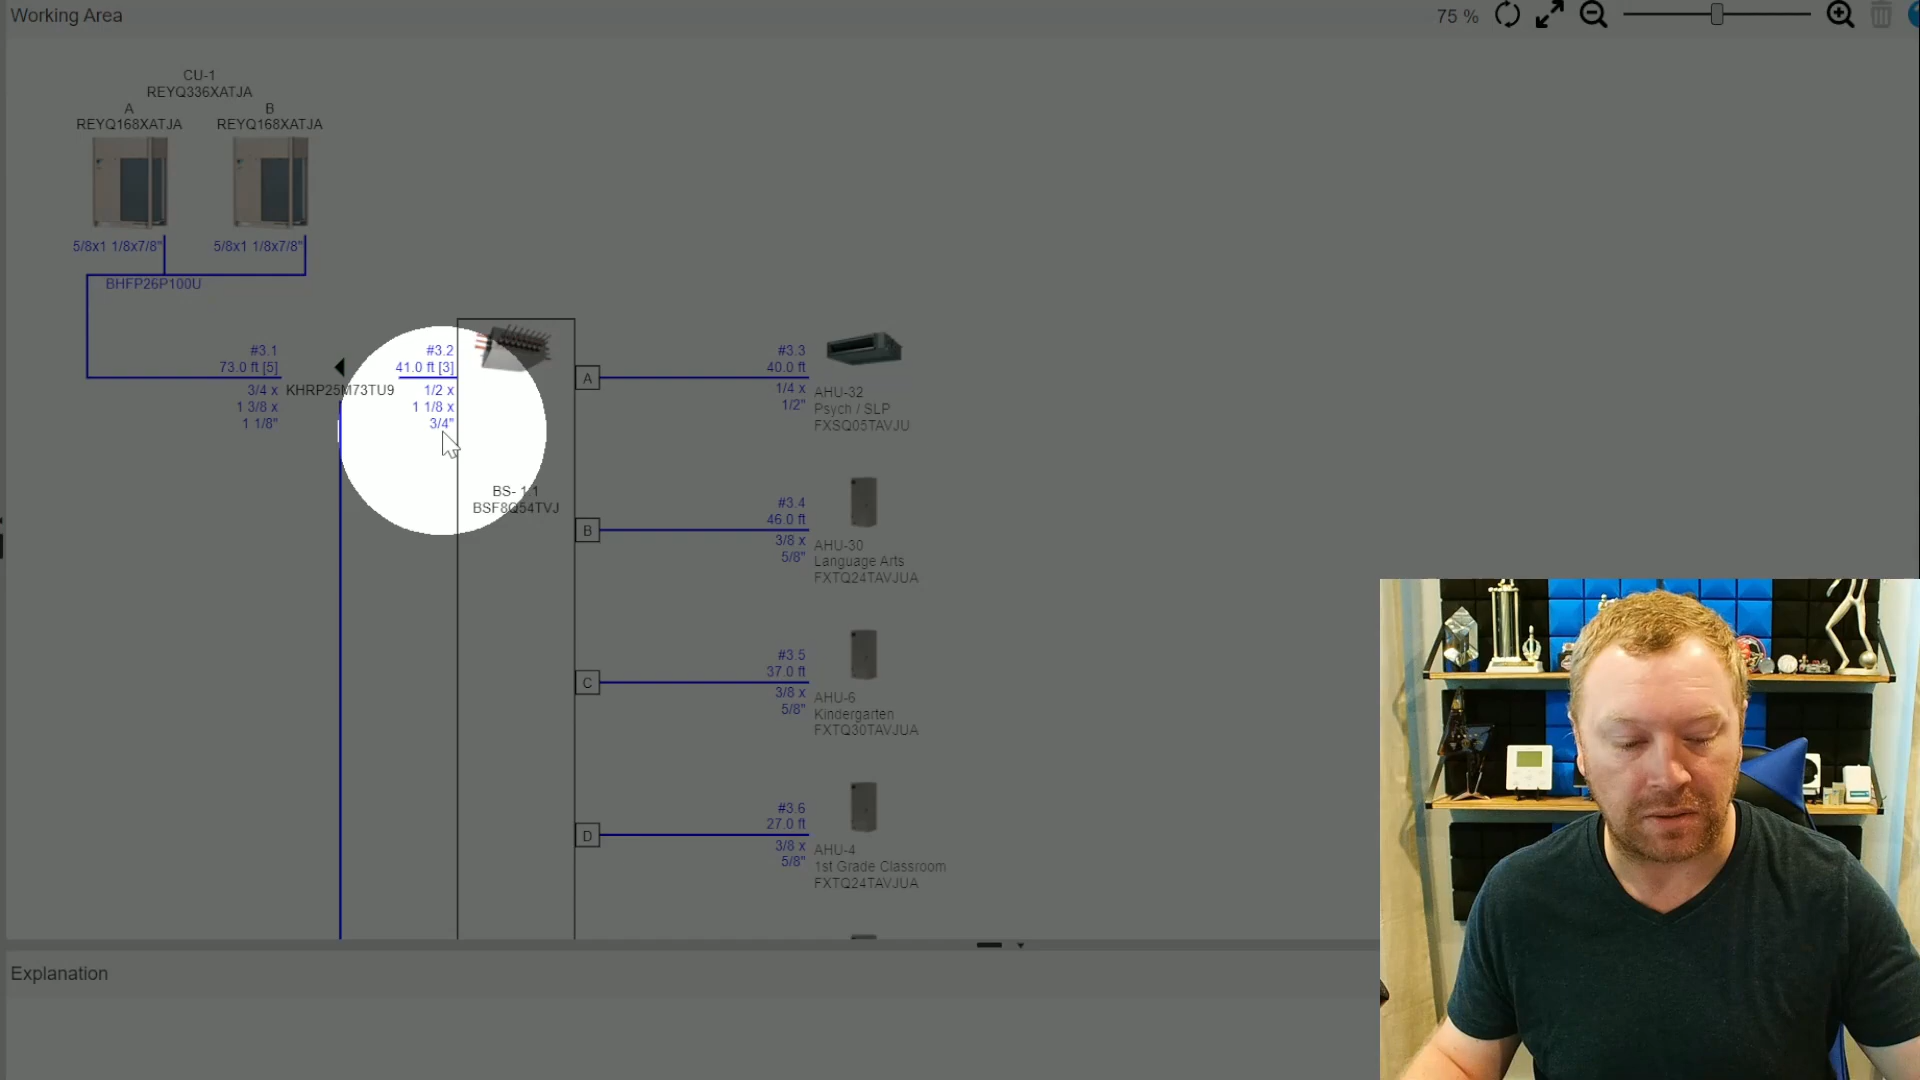 Working Area
75 %
CU-1
REYQ336XATJA
A
REYQ168XATJA
B
REYQ168XATJA
5/8x1 1/8x7/8"
5/8x1 1/8x7/8"
BHFP26P100U
#3.1
73.0 ft [5]
3/4 x
1 3/8 x
1 1/8"
KHRP25M73TU9
#3.2
41.0 ft [3]
1/2 x
1 1/8 x
3/4"
BS- 1.1
BSF8Q54TVJ
A
#3.3
40.0 ft
1/4 x
1/2"
AHU-32
Psych / SLP
FXSQ05TAVJU
B
#3.4
46.0 ft
3/8 x
5/8"
AHU-30
Language Arts
FXTQ24TAVJUA
C
#3.5
37.0 ft
3/8 x
5/8"
AHU-6
Kindergarten
FXTQ30TAVJUA
D
#3.6
27.0 ft
3/8 x
5/8"
AHU-4
1st Grade Classroom
FXTQ24TAVJUA
Explanation